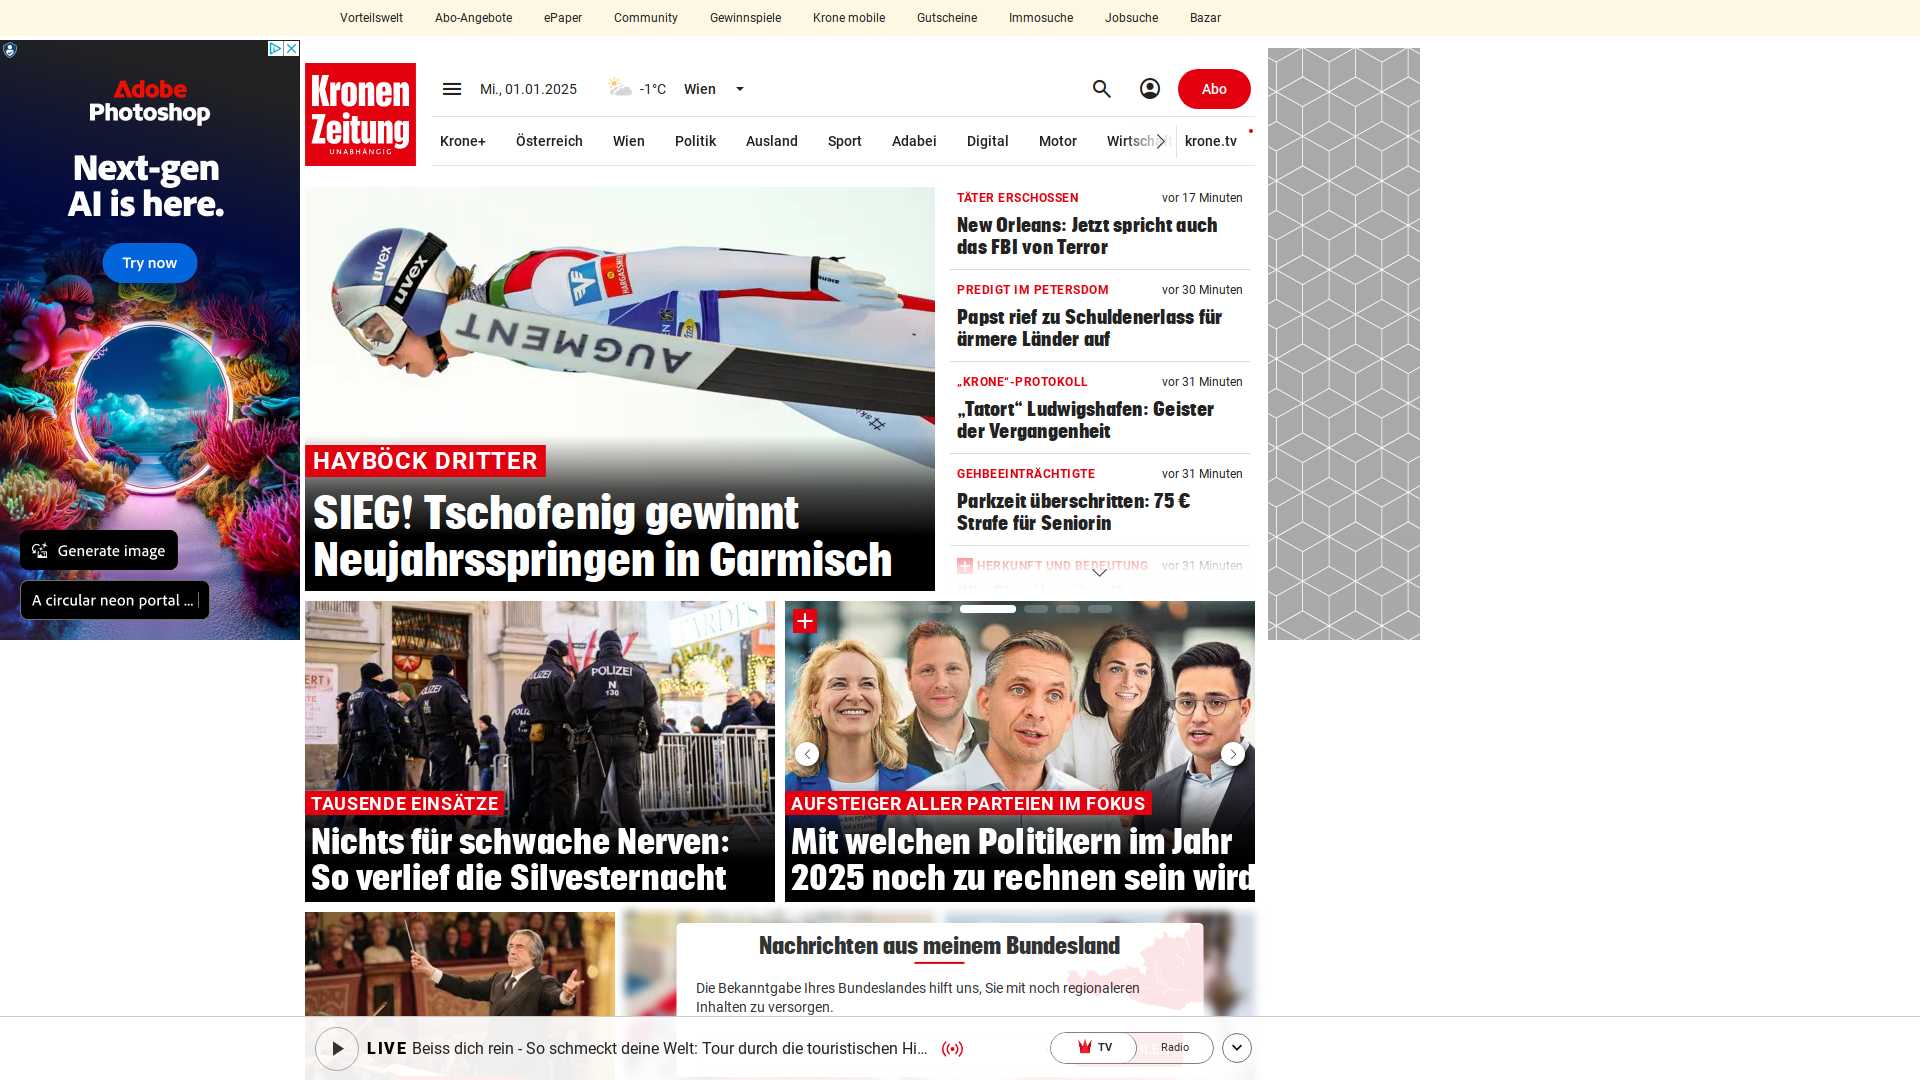 Vorteilswelt Abo-Angebote ePaper Community Gewinnspiele Krone mobile Gutscheine Immosuche Jobsuche Bazar
Adobe
Photoshop
Next-gen
AI is here.
Try now
Generate image
A circular neon portal ...
Kronen
Zeitung
UNABHÄNGIG
Mi., 01.01.2025 -1°C Wien
Abo
Krone+ Österreich Wien Politik Ausland Sport Adabei Digital Motor Wirtschaft krone.tv
uvex
uvex
AUGMENT
HAYBÖCK DRITTER
SIEG! Tschofenig gewinnt
Neujahrsspringen in Garmisch
TÄTER ERSCHOSSEN vor 17 Minuten
New Orleans: Jetzt spricht auch
das FBI von Terror
PREDIGT IM PETERSDOM vor 30 Minuten
Papst rief zu Schuldenerlass für
ärmere Länder auf
„KRONE“-PROTOKOLL vor 31 Minuten
„Tatort“ Ludwigshafen: Geister
der Vergangenheit
GEHBEEINTRÄCHTIGTE vor 31 Minuten
Parkzeit überschritten: 75 €
Strafe für Seniorin
HERKUNFT UND BEDEUTUNG vor 31 Minuten
POLIZEI
N
130
POLIZEI
POLIZEI
TAUSENDE EINSÄTZE
Nichts für schwache Nerven:
So verlief die Silvesternacht
AUFSTEIGER ALLER PARTEIEN IM FOKUS
Mit welchen Politikern im Jahr
2025 noch zu rechnen sein wird
Nachrichten aus meinem Bundesland
Die Bekanntgabe Ihres Bundeslandes hilft uns, Sie mit noch regionaleren
Inhalten zu versorgen.
LIVE Beiss dich rein - So schmeckt deine Welt: Tour durch die touristischen Hi...
TV Radio